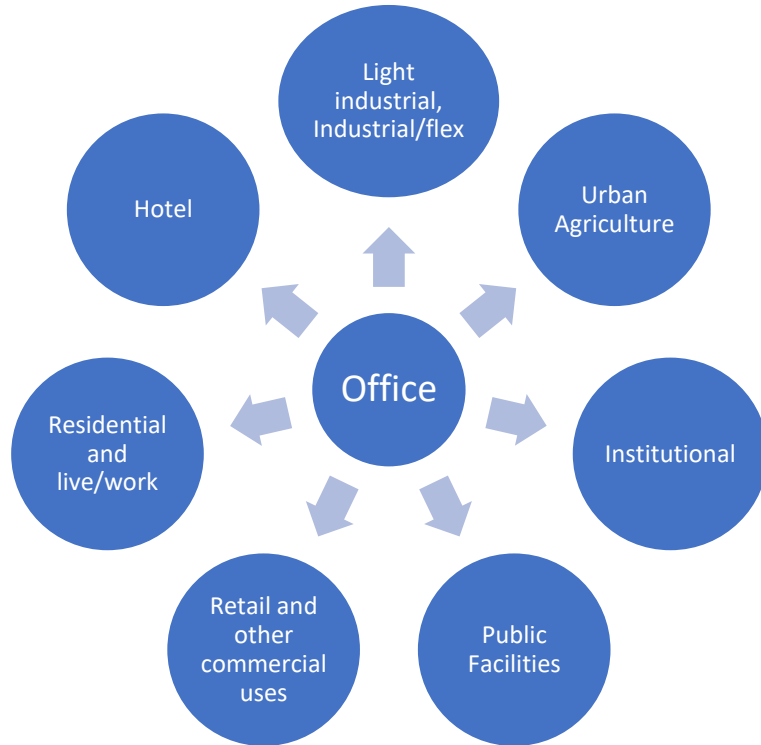 Light
industrial,
Industrial/flex
Hotel
Urban
Agriculture
Office
Residential
and
live/work
Institutional
Retail and
other
commercial
uses
Public
Facilities